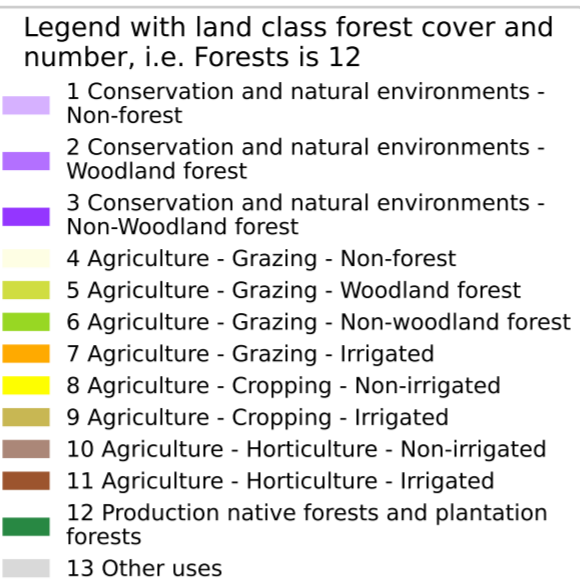 Legend with land class forest cover and
number, i.e. Forests is 12
1 Conservation and natural environments -
Non-forest
2 Conservation and natural environments -
Woodland forest
3 Conservation and natural environments -
Non-Woodland forest
4 Agriculture - Grazing - Non-forest
5 Agriculture - Grazing - Woodland forest
6 Agriculture - Grazing - Non-woodland forest
7 Agriculture - Grazing - Irrigated
8 Agriculture - Cropping - Non-irrigated
9 Agriculture - Cropping - Irrigated
10 Agriculture - Horticulture - Non-irrigated
11 Agriculture - Horticulture - Irrigated
12 Production native forests and plantation
forests
13 Other uses